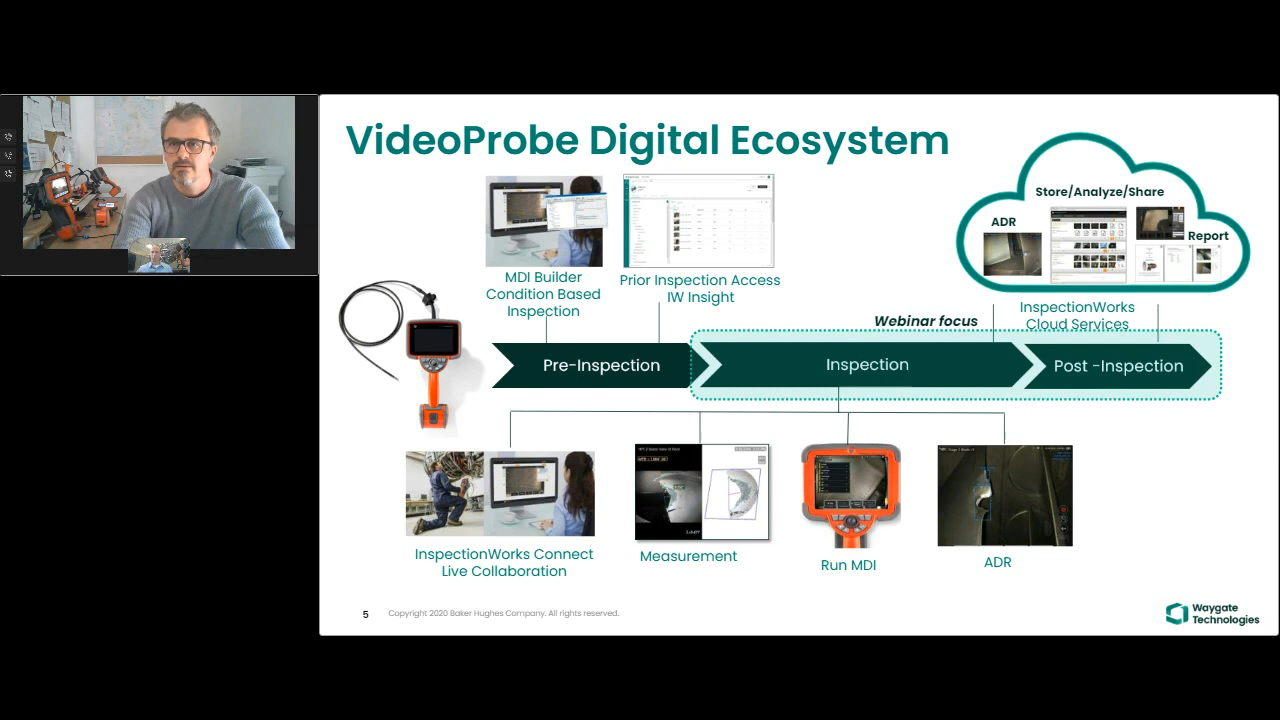 VideoProbe Digital Ecosystem
Store/Analyze/Share
ADR
Report
MDI Builder
Condition Based
Inspection
Prior Inspection Access
IW Insight
InspectionWorks
Cloud Services
Webinar focus
Pre-Inspection
Inspection
Post -Inspection
InspectionWorks Connect
Live Collaboration
Measurement
Run MDI
ADR
5
Copyright 2020 Baker Hughes Company. All rights reserved.
Waygate
Technologies